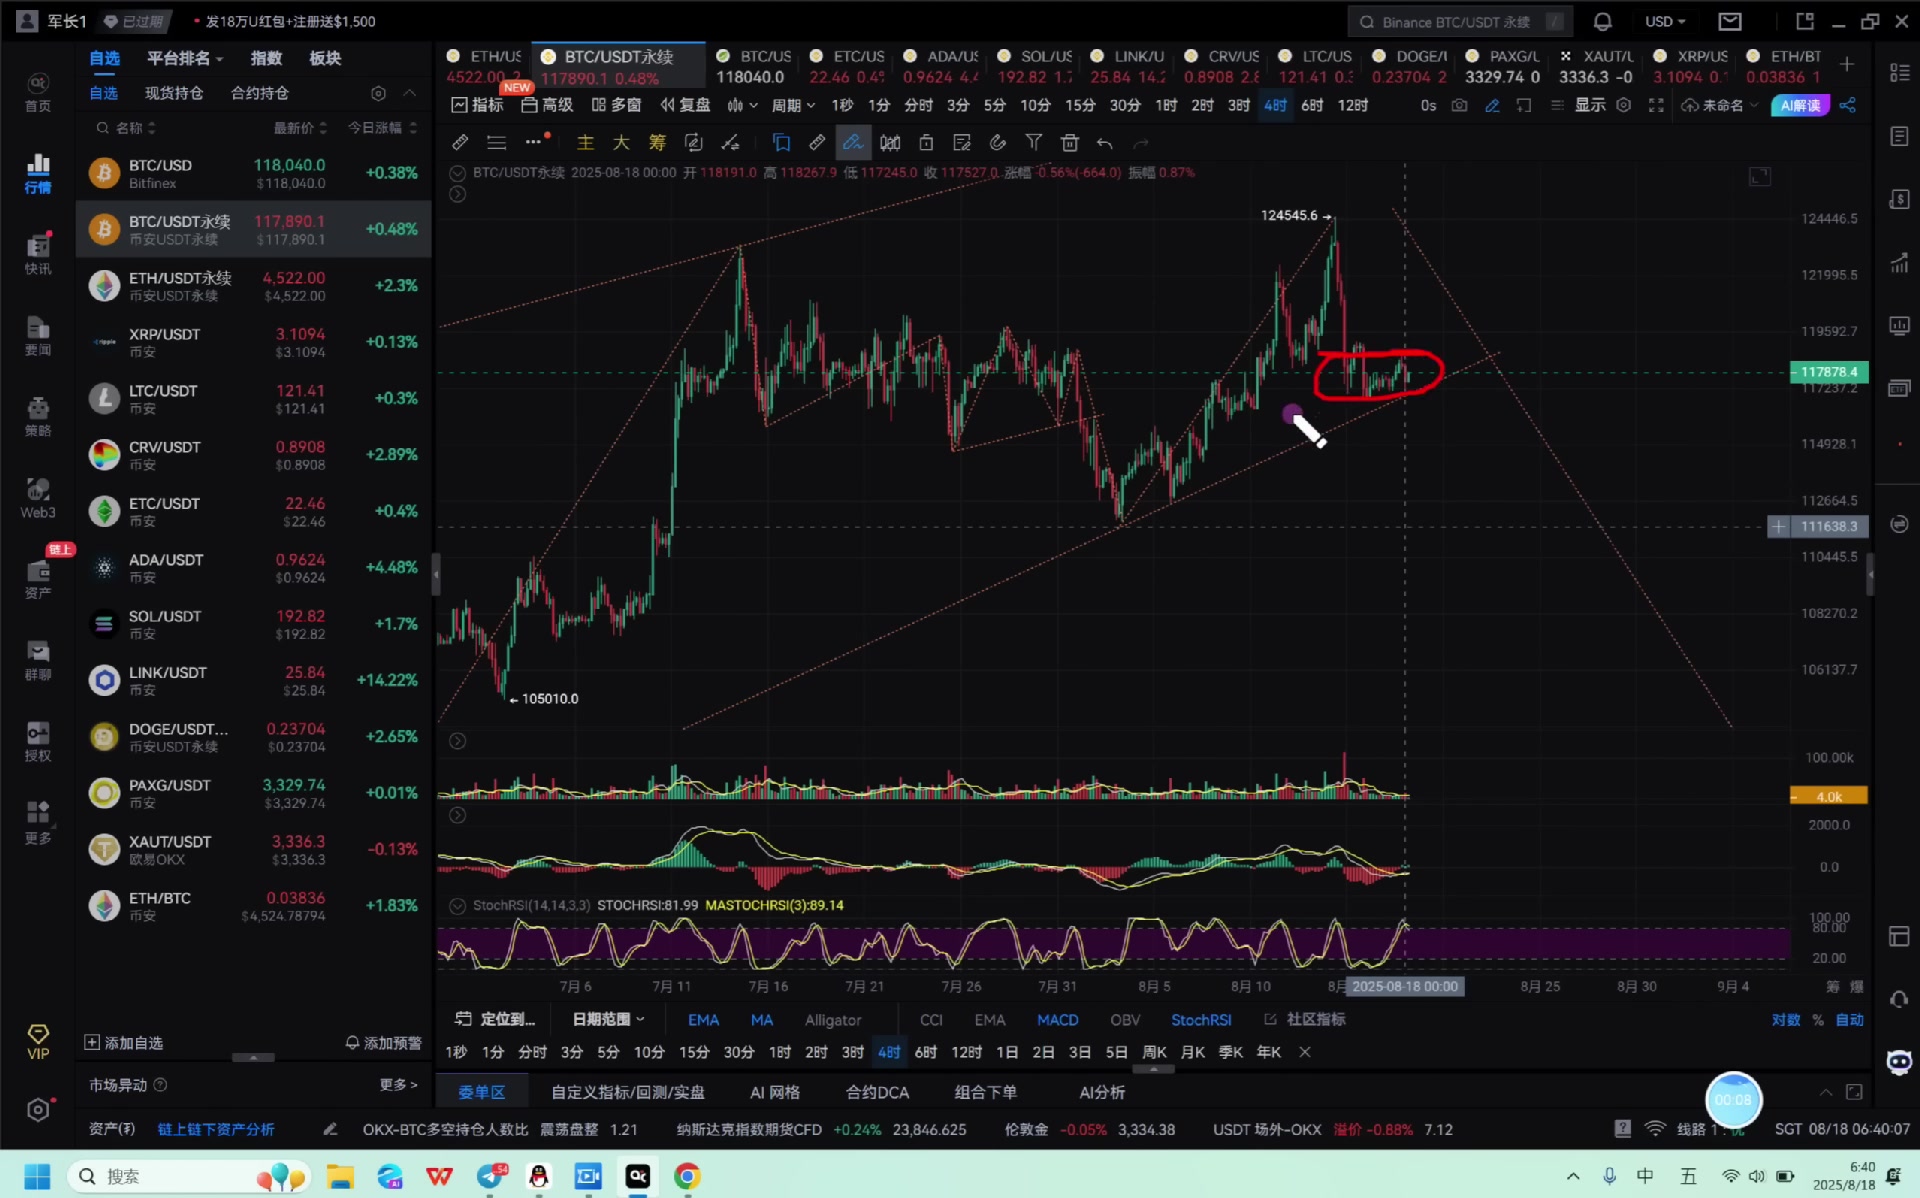 军长1 已过期 发18万U红包+注册送$1,500 Binance BTC/USDT 永续 / USD
首页
行情
快讯
要闻
策略
Web3
链上
资产
群聊
授权
更多
VIP
自选 平台排名 指数 板块
自选 现货持仓 合约持仓
名称 最新价 今日涨幅
BTC/USD 118,040.0 +0.38%
Bitfinex $118,040.0
BTC/USDT永续 117,890.1 +0.48%
币安USDT永续 $117,890.1
ETH/USDT永续 4,522.00 +2.3%
币安USDT永续 $4,522.00
XRP/USDT 3.1094 +0.13%
币安 $3.1094
LTC/USDT 121.41 +0.3%
币安 $121.41
CRV/USDT 0.8908 +2.89%
币安 $0.8908
ETC/USDT 22.46 +0.4%
币安 $22.46
ADA/USDT 0.9624 +4.48%
币安 $0.9624
SOL/USDT 192.82 +1.7%
币安 $192.82
LINK/USDT 25.84 +14.22%
币安 $25.84
DOGE/USDT... 0.23704 +2.65%
币安USDT永续 $0.23704
PAXG/USDT 3,329.74 +0.01%
币安 $3,329.74
XAUT/USDT 3,336.3 -0.13%
欧易OKX $3,336.3
ETH/BTC 0.03836 +1.83%
币安 $4,524.78794
添加自选 添加预警
市场异动 更多 >
ETH/US BTC/USDT永续 BTC/US ETC/US ADA/US SOL/US LINK/U CRV/US LTC/US DOGE/I PAXG/L XAUT/L XRP/US ETH/BT
4522.00 2 117890.1 0.48% 118040.0 22.46 0.4 0.9624 4.4 192.82 1.7 25.84 14.2 0.8908 2.8 121.41 0.3 0.23704 2 3329.74 0 3336.3 -0 3.1094 0.1 0.03836 1
NEW
指标 高级 多窗 复盘 周期 1秒 1分 分时 3分 5分 10分 15分 30分 1时 2时 3时 4时 6时 12时 0s 显示 未命名 AI解读
主 大 筹
BTC/USDT永续 2025-08-18 00:00 开 118191.0 高 118267.9 低 117245.0 收 117527.0 涨幅 -0.56%(-664.0) 振幅 0.87%
124545.6
105010.0
124446.5
121995.5
119592.7
117878.4
117237.2
114928.1
112664.5
111638.3
110445.5
108270.2
106137.7
100.00k
4.0k
2000.0
0.0
StochRSI(14,14,3,3) STOCHRSI:81.99 MASTOCHRSI(3):89.14
100.00
80.00
20.00
7月 6 7月 11 7月 16 7月 21 7月 26 7月 31 8月 5 8月 10 8月 2025-08-18 00:00 8月 25 8月 30 9月 4 筹 爆
定位到... 日期范围 EMA MA Alligator CCI EMA MACD OBV StochRSI 社区指标 对数 % 自动
1秒 1分 分时 3分 5分 10分 15分 30分 1时 2时 3时 4时 6时 12时 1日 2日 3日 5日 周K 月K 季K 年K
委单区 自定义指标/回测/实盘 AI 网格 合约DCA 组合下单 AI分析
00:08
资产(₮) 链上链下资产分析 OKX-BTC多空持仓人数比 震荡盘整 1.21 纳斯达克指数期货CFD +0.24% 23,846.625 伦敦金 -0.05% 3,334.38 USDT 场外-OKX 溢价 -0.88% 7.12 线路 1 SGT 08/18 06:40:07
搜索 54 中 五 6:40
2025/8/18